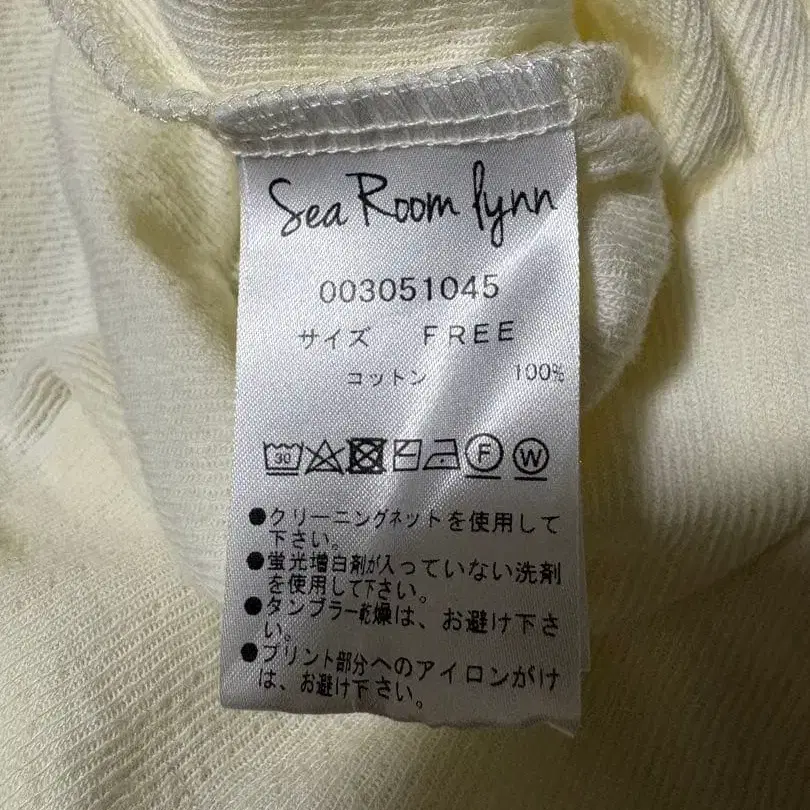 Sea Room lynn
003051045
サイズ FREE
コットン 100%
30 F W
●クリーニングネットを使用して
下さい。
●蛍光増白剤が入っていない洗剤
を使用して下さい。
●タンブラー乾燥は、お避け下さ
い。
●プリント部分へのアイロンがけ
は、お避け下さい。